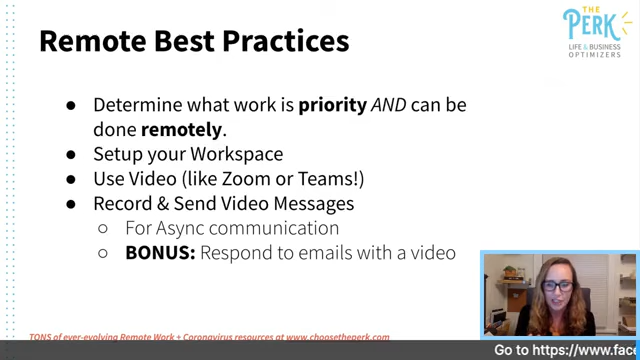 THE
PERK
LIFE & BUSINESS
OPTIMIZERS
Remote Best Practices
● Determine what work is priority AND can be
done remotely.
● Setup your Workspace
● Use Video (like Zoom or Teams!)
● Record & Send Video Messages
○ For Async communication
○ BONUS: Respond to emails with a video
TONS of ever-evolving Remote Work + Coronavirus resources at www.choosetheperk.com
Go to https://www.face